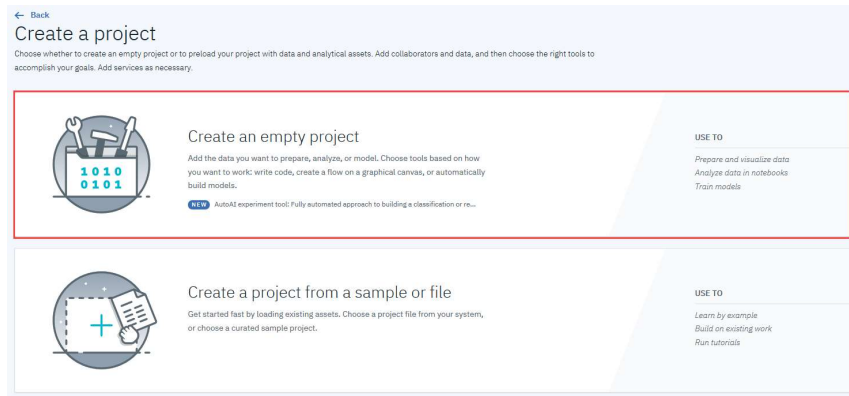 ← Back
Create a project
Choose whether to create an empty project or to preload your project with data and analytical assets. Add collaborators and data, and then choose the right tools to
accomplish your goals. Add services as necessary.
1010
0101
Create an empty project
Add the data you want to prepare, analyze, or model. Choose tools based on how
you want to work: write code, create a flow on a graphical canvas, or automatically
build models.
NEW AutoAI experiment tool: Fully automated approach to building a classification or re...
USE TO
Prepare and visualize data
Analyze data in notebooks
Train models
Create a project from a sample or file
Get started fast by loading existing assets. Choose a project file from your system,
or choose a curated sample project.
USE TO
Learn by example
Build on existing work
Run tutorials